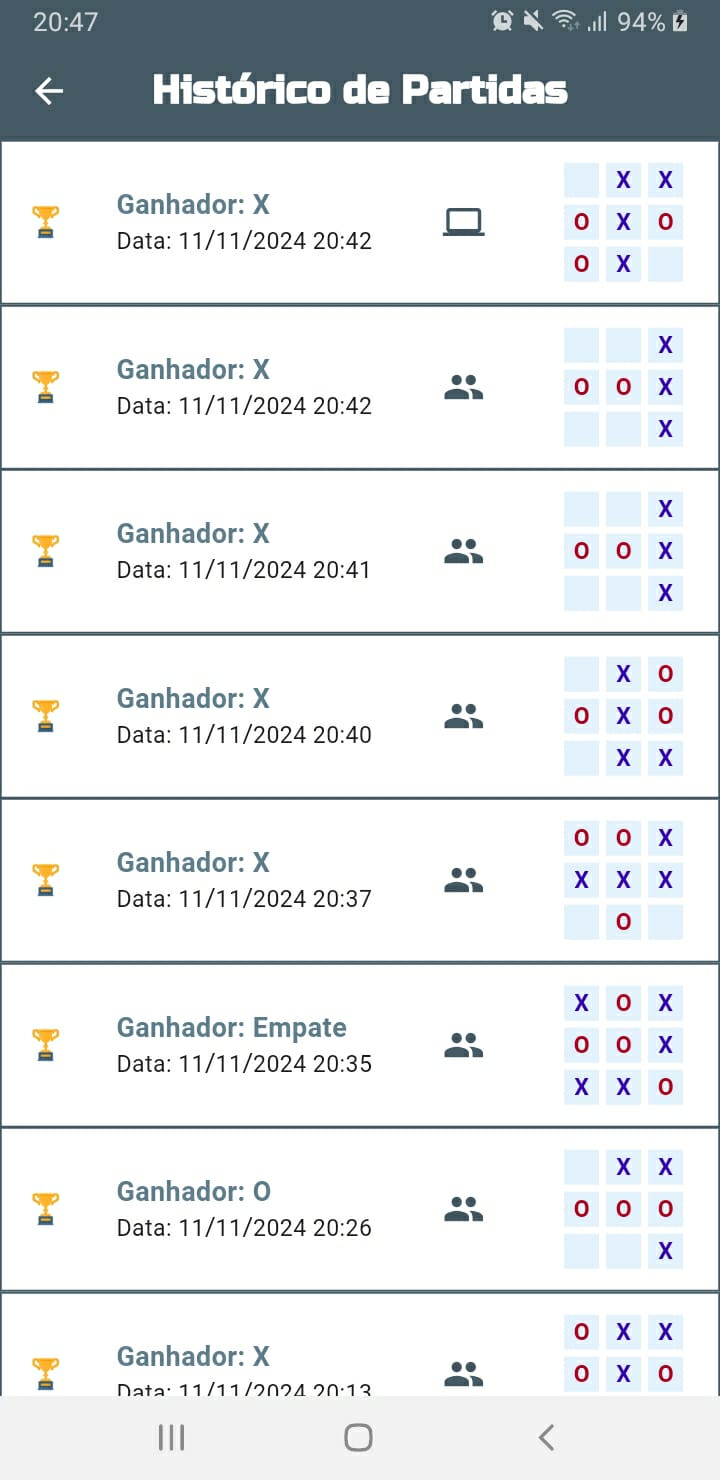 20:47 94%
Histórico de Partidas
X X
Ganhador: X
O X O
Data: 11/11/2024 20:42
O X
X
Ganhador: X
O O X
Data: 11/11/2024 20:42
X
X
Ganhador: X
O O X
Data: 11/11/2024 20:41
X
X O
Ganhador: X
O X O
Data: 11/11/2024 20:40
X X
O O X
Ganhador: X
X X X
Data: 11/11/2024 20:37
O
X O X
Ganhador: Empate
O O X
Data: 11/11/2024 20:35
X X O
X X
Ganhador: O
O O O
Data: 11/11/2024 20:26
X
O X X
Ganhador: X
O X O
Data: 11/11/2024 20:13